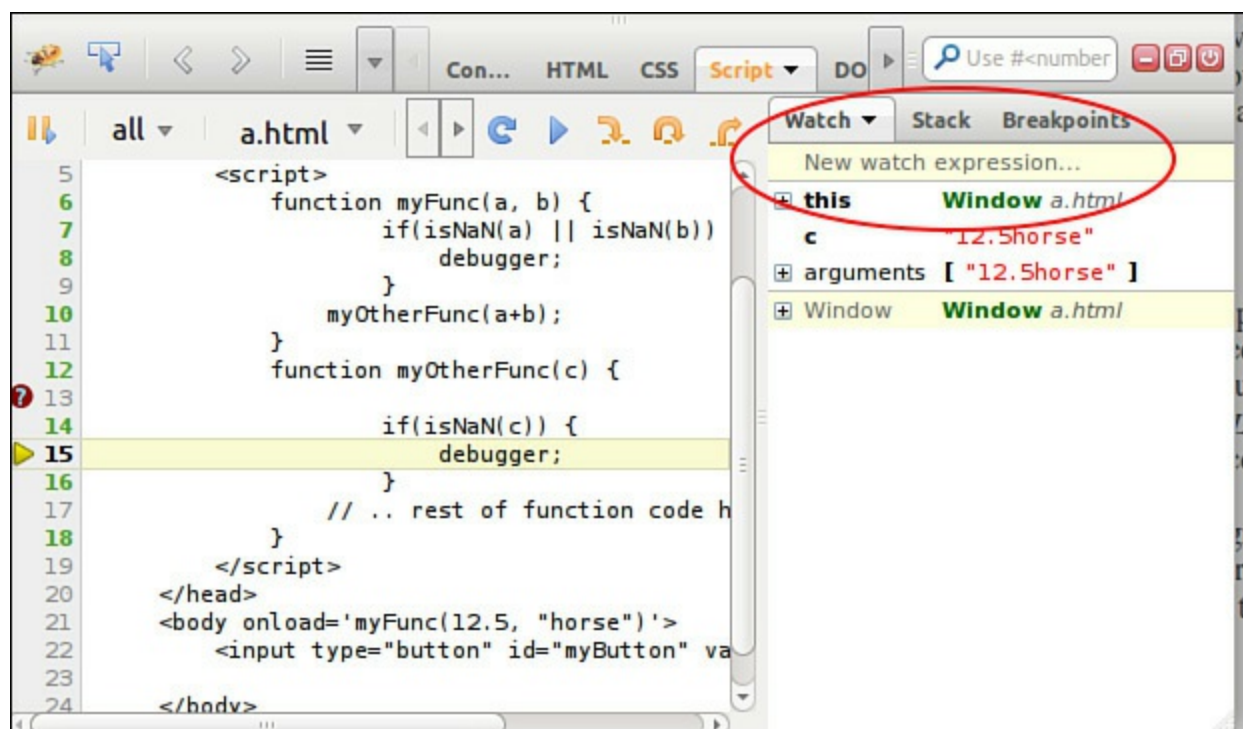 Con... HTML CSS Script DO Use #<number
all a.html
Watch Stack Breakpoints
New watch expression...
this Window a.html
c "12.5horse"
arguments [ "12.5horse" ]
Window Window a.html
5 <script>
6 function myFunc(a, b) {
7 if(isNaN(a) || isNaN(b))
8 debugger;
9 }
10 myOtherFunc(a+b);
11 }
12 function myOtherFunc(c) {
? 13
14 if(isNaN(c)) {
15 debugger;
16 }
17 // .. rest of function code h
18 }
19 </script>
20 </head>
21 <body onload='myFunc(12.5, "horse")'>
22 <input type="button" id="myButton" va
23
24 </body>